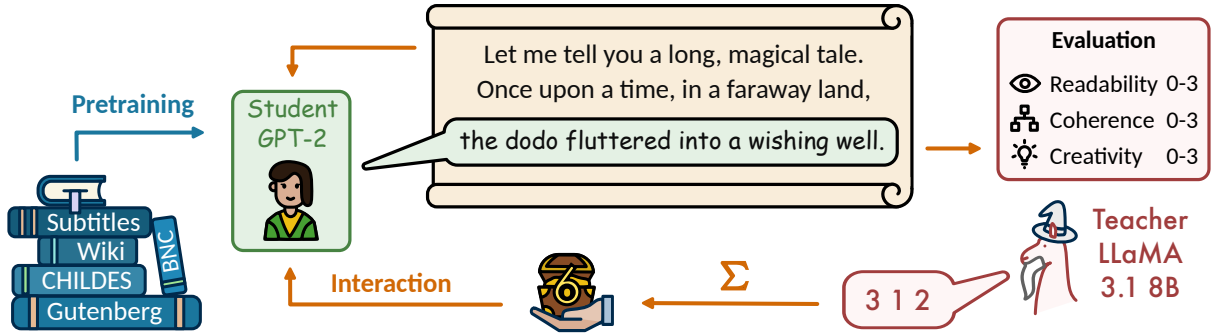 Pretraining
Subtitles
Wiki
CHILDES
Gutenberg
BNC
Student
GPT-2
Let me tell you a long, magical tale.
Once upon a time, in a faraway land,
the dodo fluttered into a wishing well.
Evaluation
Readability 0-3
Coherence 0-3
Creativity 0-3
Teacher
LLaMA
3.1 8B
3 1 2
Σ
6
Interaction